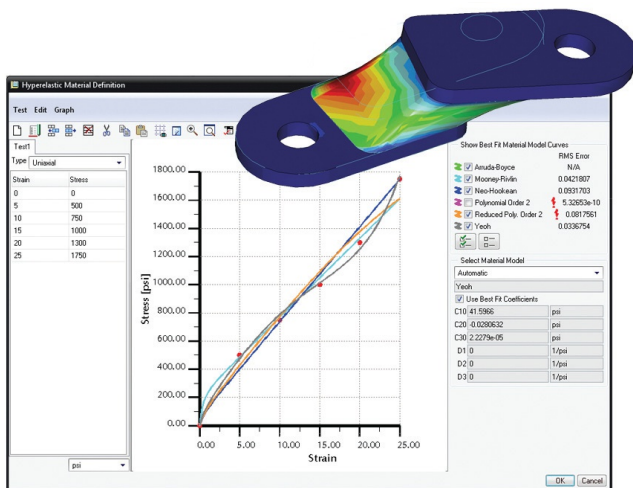 Hyperelastic Material Definition
Test Edit Graph
Test1
Type Uniaxial
Strain Stress
0 0
5 500
10 750
15 1000
20 1300
25 1750
psi
1800.00
1600.00
1400.00
1200.00
1000.00
800.00
600.00
400.00
200.00
0.00
Stress [psi]
0.00 5.00 10.00 15.00 20.00 25.00
Strain
Show Best Fit Material Model Curves
RMS Error
Arruda-Boyce N/A
Mooney-Rivlin 0.0421807
Neo-Hookean 0.0931703
Polynomial Order 2 5.32653e-10
Reduced Poly. Order 2 0.0817561
Yeoh 0.0336754
Select Material Model
Automatic
Yeoh
Use Best Fit Coefficients
C10 41.5966 psi
C20 -0.0280632 psi
C30 2.2279e-05 psi
D1 0 1/psi
D2 0 1/psi
D3 0 1/psi
OK Cancel